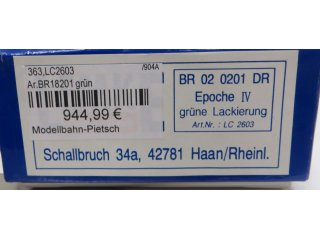 363,LC2603 /904A
Ar.BR18201 grün
944,99 €
Modellbahn-Pietsch
BR 02 0201 DR
Epoche IV
grüne Lackierung
Art.Nr. : LC 2603
Schallbruch 34a, 42781 Haan/Rheinl.